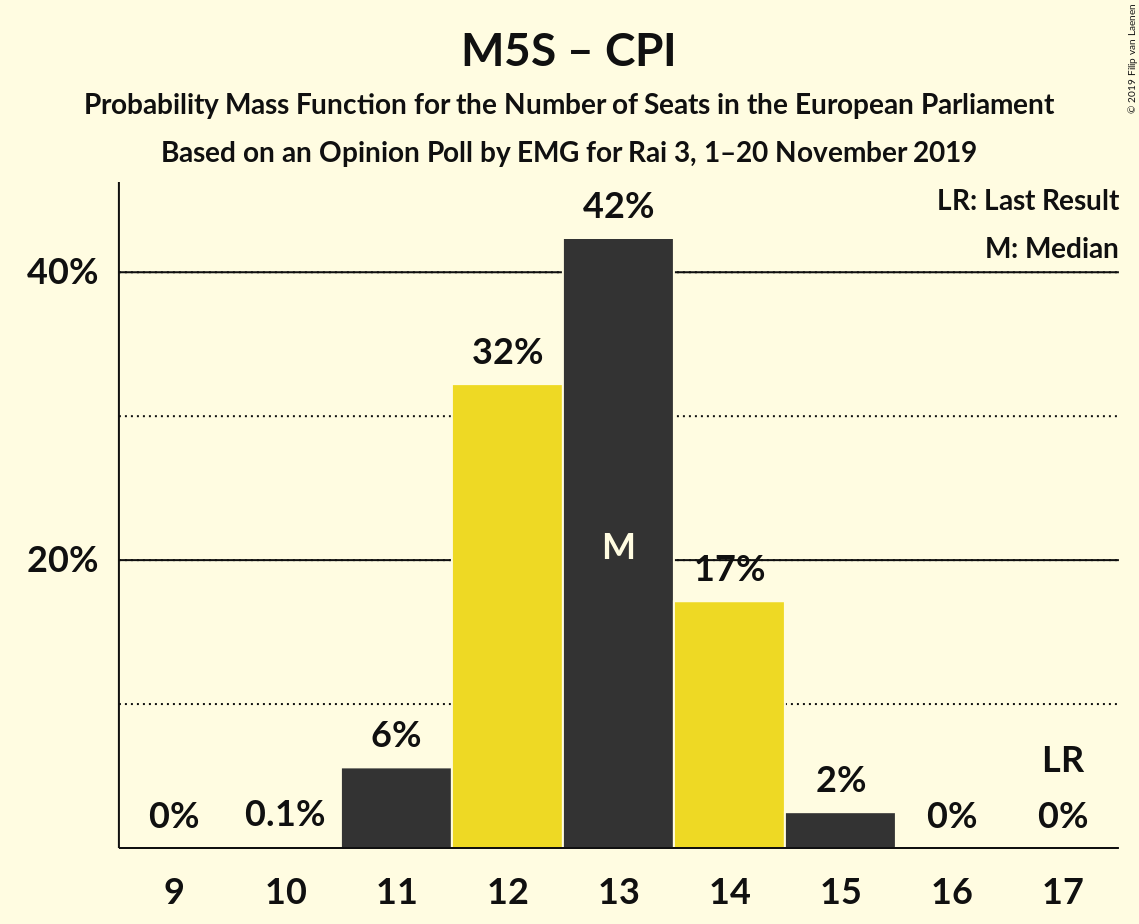 M5S – CPI
Probability Mass Function for the Number of Seats in the European Parliament
Based on an Opinion Poll by EMG for Rai 3, 1–20 November 2019
© 2019 Filip van Laenen
LR: Last Result
M: Median
40%
20%
0%
0.1%
6%
32%
42%
M
17%
2%
0%
LR
0%
9 10 11 12 13 14 15 16 17